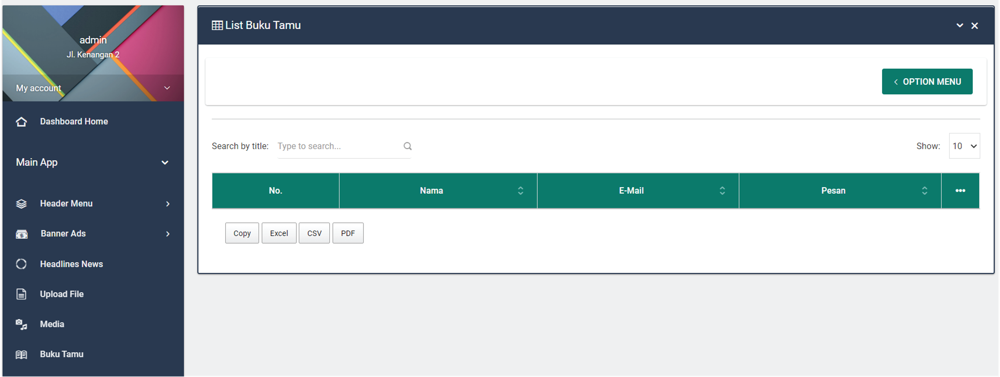 admin
Jl. Kenangan 2
My account
Dashboard Home
Main App
Header Menu
Banner Ads
Headlines News
Upload File
Media
Buku Tamu
List Buku Tamu
OPTION MENU
Search by title: Type to search... Show: 10
No. Nama E-Mail Pesan
Copy Excel CSV PDF